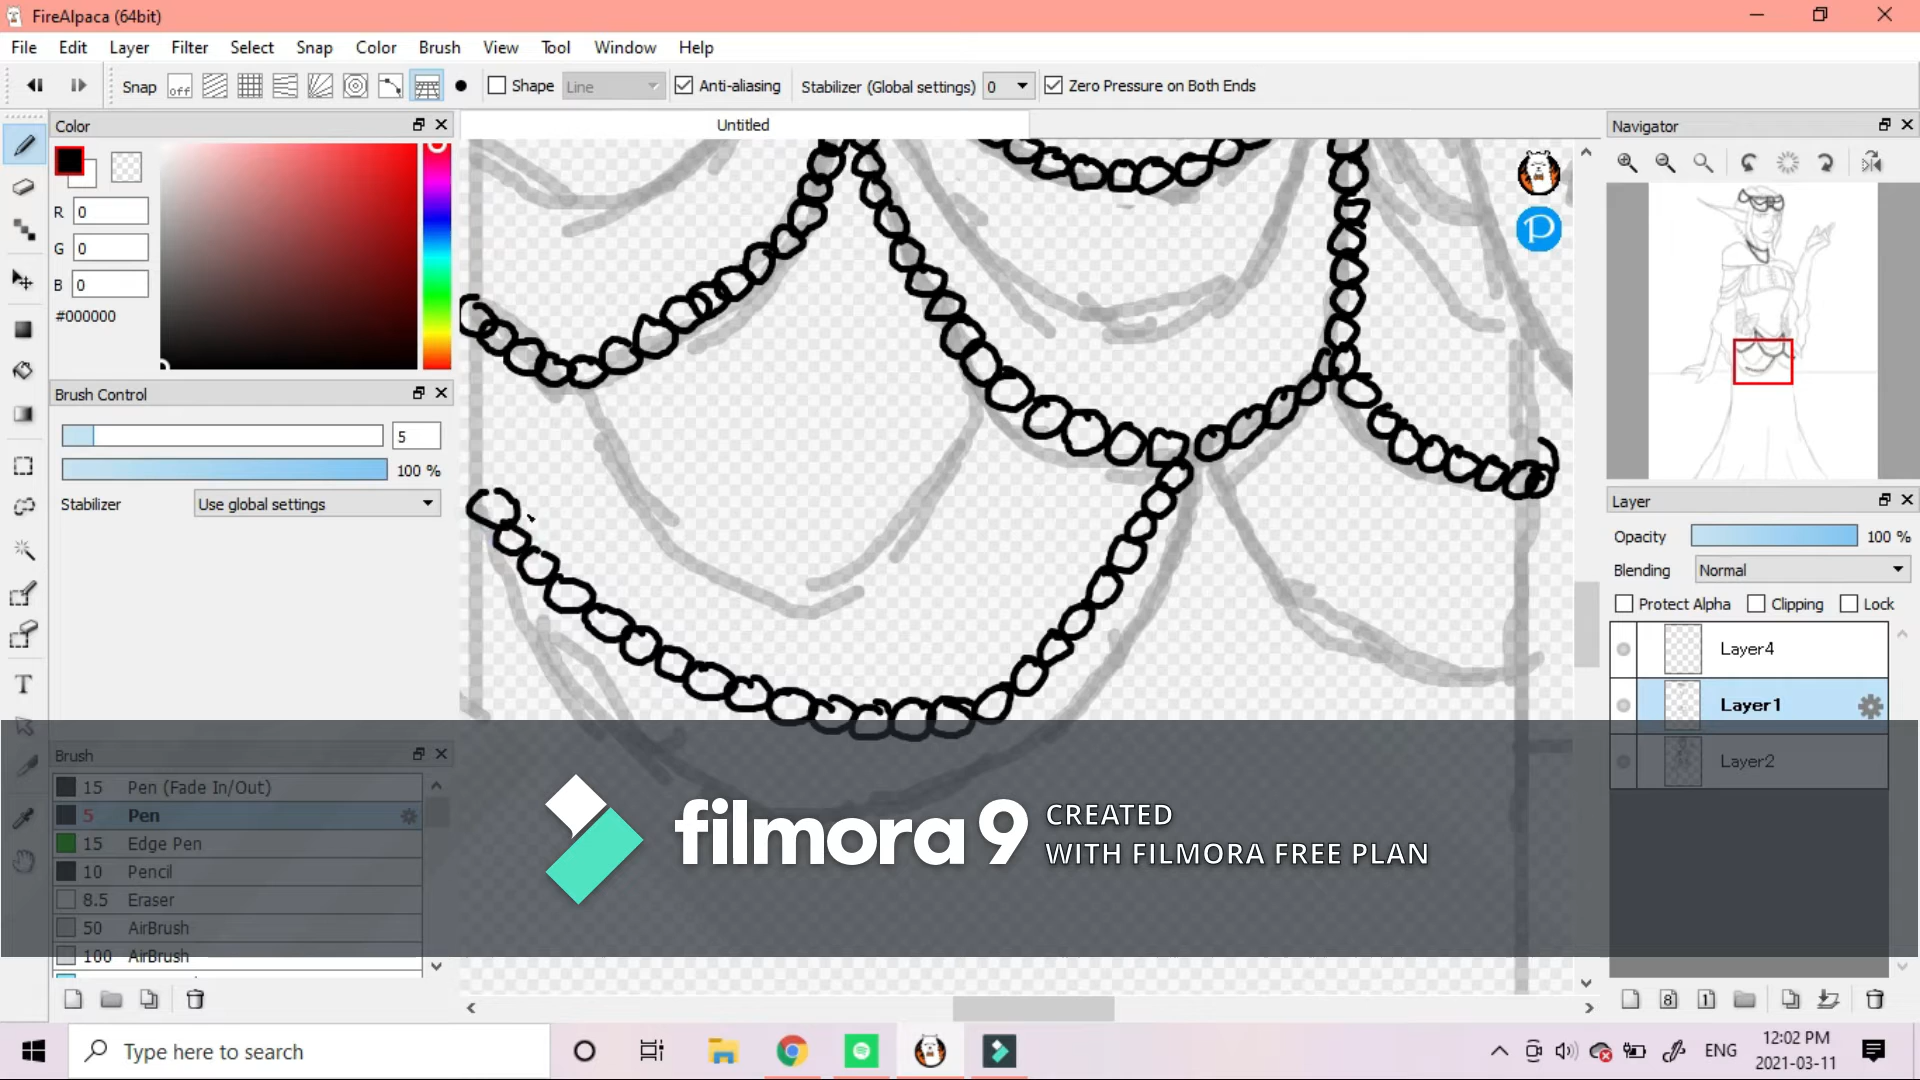 FireAlpaca (64bit)
File Edit Layer Filter Select Snap Color Brush View Tool Window Help
Snap off Shape Line Anti-aliasing Stabilizer (Global settings) 0 Zero Pressure on Both Ends
Color
Untitled
Navigator
R 0
G 0
B 0
#000000
P
Brush Control
5
100 %
Stabilizer Use global settings
Layer
Opacity 100 %
Blending Normal
Protect Alpha Clipping Lock
Layer4
Layer1
Layer2
T
Brush
15 Pen (Fade In/Out)
5 Pen
15 Edge Pen
10 Pencil
8.5 Eraser
50 AirBrush
100 AirBrush
filmora 9
CREATED
WITH FILMORA FREE PLAN
8 1
Type here to search
ENG
12:02 PM
2021-03-11